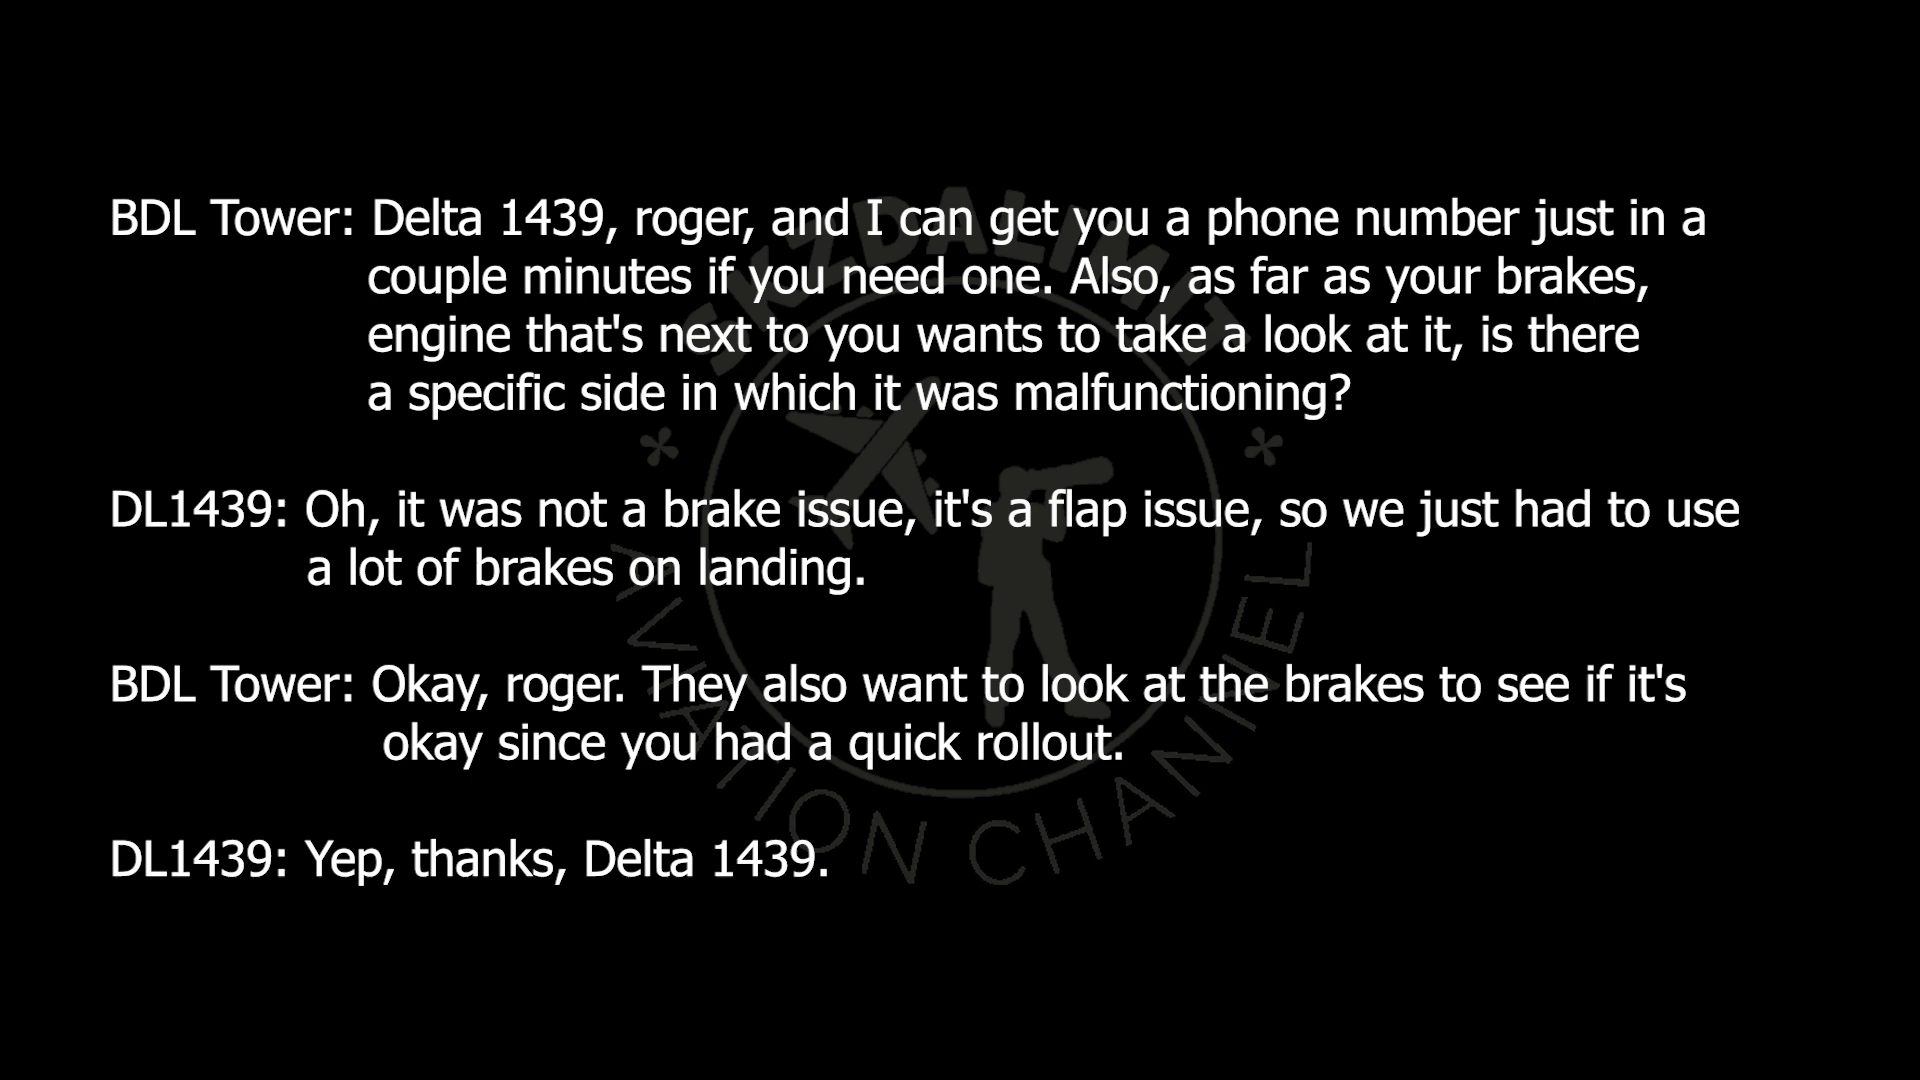 BDL Tower: Delta 1439, roger, and I can get you a phone number just in a
couple minutes if you need one. Also, as far as your brakes,
engine that's next to you wants to take a look at it, is there
a specific side in which it was malfunctioning?
DL1439: Oh, it was not a brake issue, it's a flap issue, so we just had to use
a lot of brakes on landing.
BDL Tower: Okay, roger. They also want to look at the brakes to see if it's
okay since you had a quick rollout.
DL1439: Yep, thanks, Delta 1439.
SKZDALIMIT
AVIATION CHANNEL